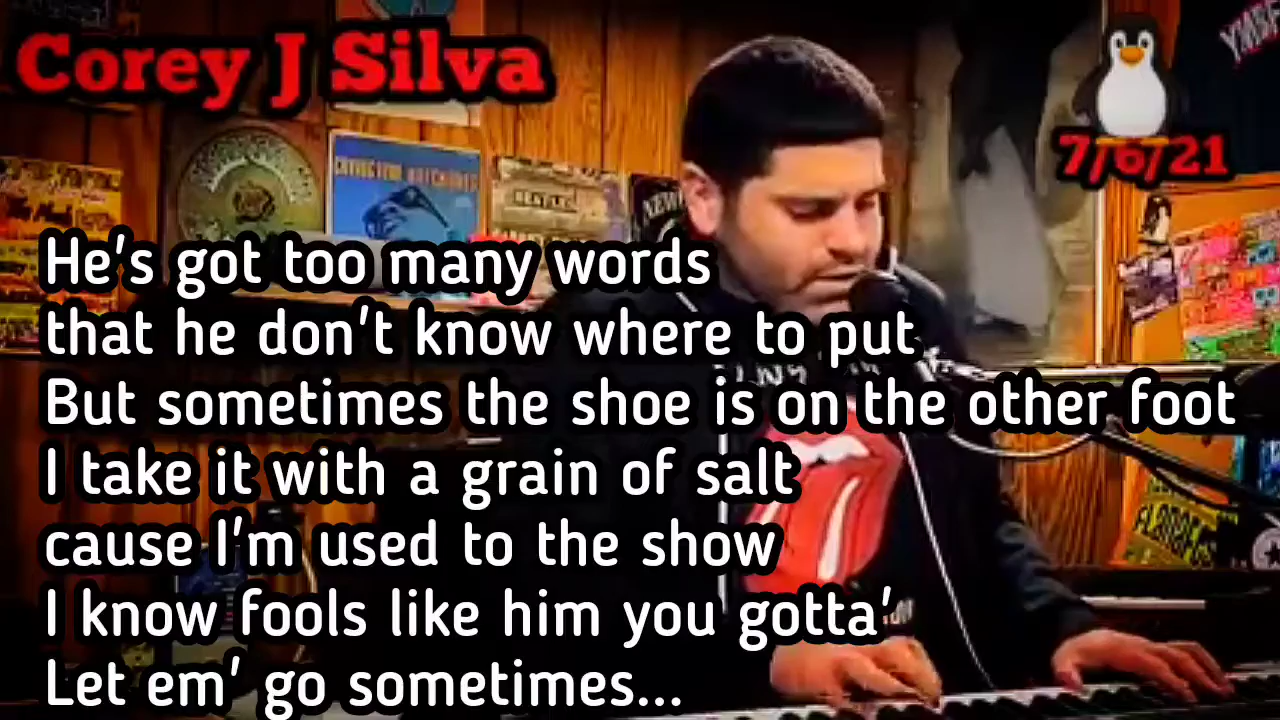 Corey J Silva
7/6/21
BEATLES
He's got too many words
that he don't know where to put
But sometimes the shoe is on the other foot
I take it with a grain of salt
cause I'm used to the show
I know fools like him you gotta'
Let em' go sometimes...